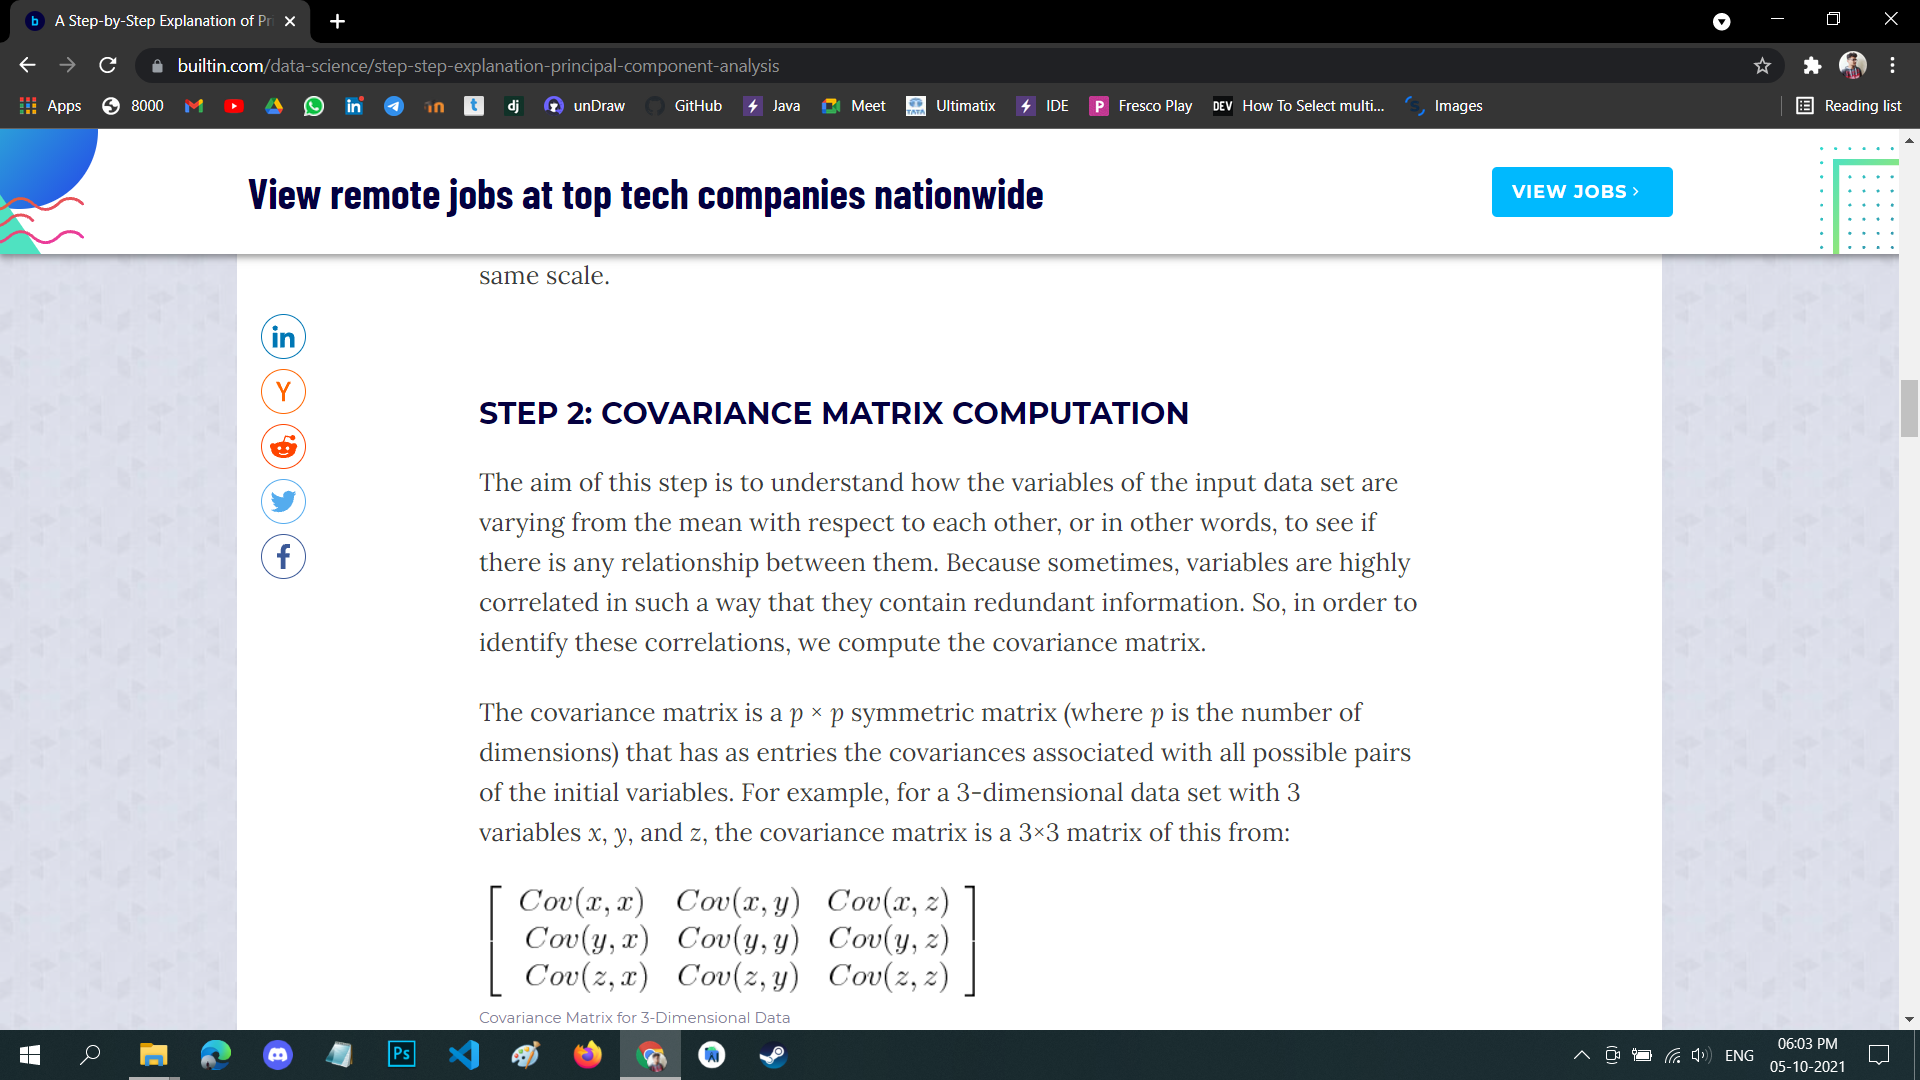 A Step-by-Step Explanation of Pri
builtin.com/data-science/step-step-explanation-principal-component-analysis
Apps 8000 unDraw GitHub Java Meet Ultimatix IDE Fresco Play DEV How To Select multi... Images Reading list
View remote jobs at top tech companies nationwide
VIEW JOBS ›
same scale.
STEP 2: COVARIANCE MATRIX COMPUTATION
The aim of this step is to understand how the variables of the input data set are
varying from the mean with respect to each other, or in other words, to see if
there is any relationship between them. Because sometimes, variables are highly
correlated in such a way that they contain redundant information. So, in order to
identify these correlations, we compute the covariance matrix.
The covariance matrix is a p × p symmetric matrix (where p is the number of
dimensions) that has as entries the covariances associated with all possible pairs
of the initial variables. For example, for a 3-dimensional data set with 3
variables x, y, and z, the covariance matrix is a 3×3 matrix of this from:
Cov(x, x) Cov(x, y) Cov(x, z)
Cov(y, x) Cov(y, y) Cov(y, z)
Cov(z, x) Cov(z, y) Cov(z, z)
Covariance Matrix for 3-Dimensional Data
ENG
06:03 PM
05-10-2021